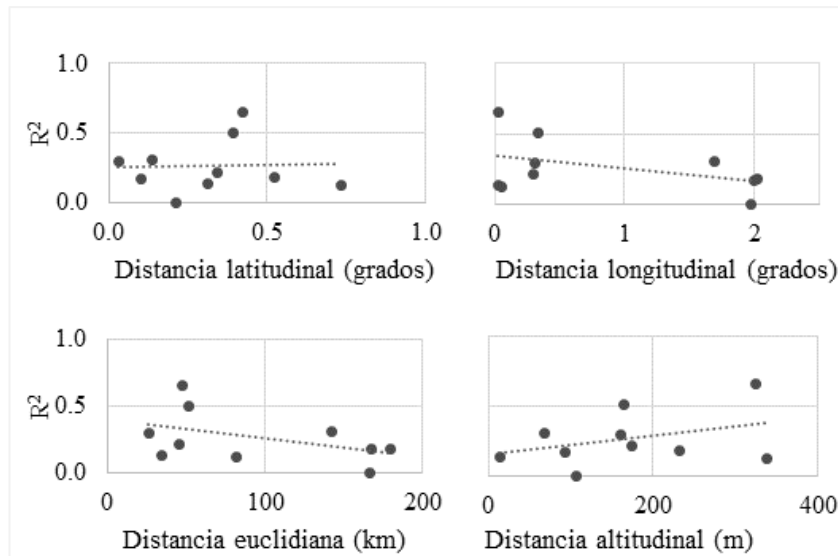 1.0
0.5
0.0
R²
0.0 0.5 1.0
Distancia latitudinal (grados)
0 1 2
Distancia longitudinal (grados)
1.0
0.5
0.0
R²
0 100 200
Distancia euclidiana (km)
0 200 400
Distancia altitudinal (m)